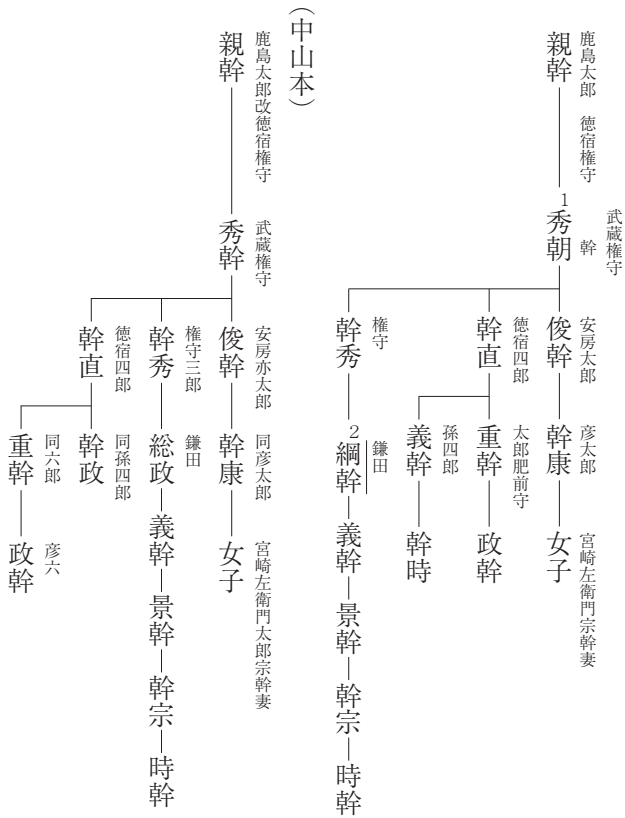 鹿島太郎　徳宿権守
親幹
武蔵権守
1
秀朝
幹
安房太郎
俊幹
彦太郎
幹康
宮崎左衛門宗幹妻
女子
徳宿四郎
幹直
太郎肥前守
重幹
政幹
孫四郎
義幹
幹時
権守
幹秀
鎌田
2
綱幹
義幹
景幹
幹宗
時幹
（中山本）
鹿島太郎改徳宿権守
親幹
武蔵権守
秀幹
安房亦太郎
俊幹
同彦太郎
幹康
宮崎左衛門太郎宗幹妻
女子
権守三郎
幹秀
鎌田
総政
義幹
景幹
幹宗
時幹
徳宿四郎
幹直
同孫四郎
幹政
同六郎
重幹
彦六
政幹